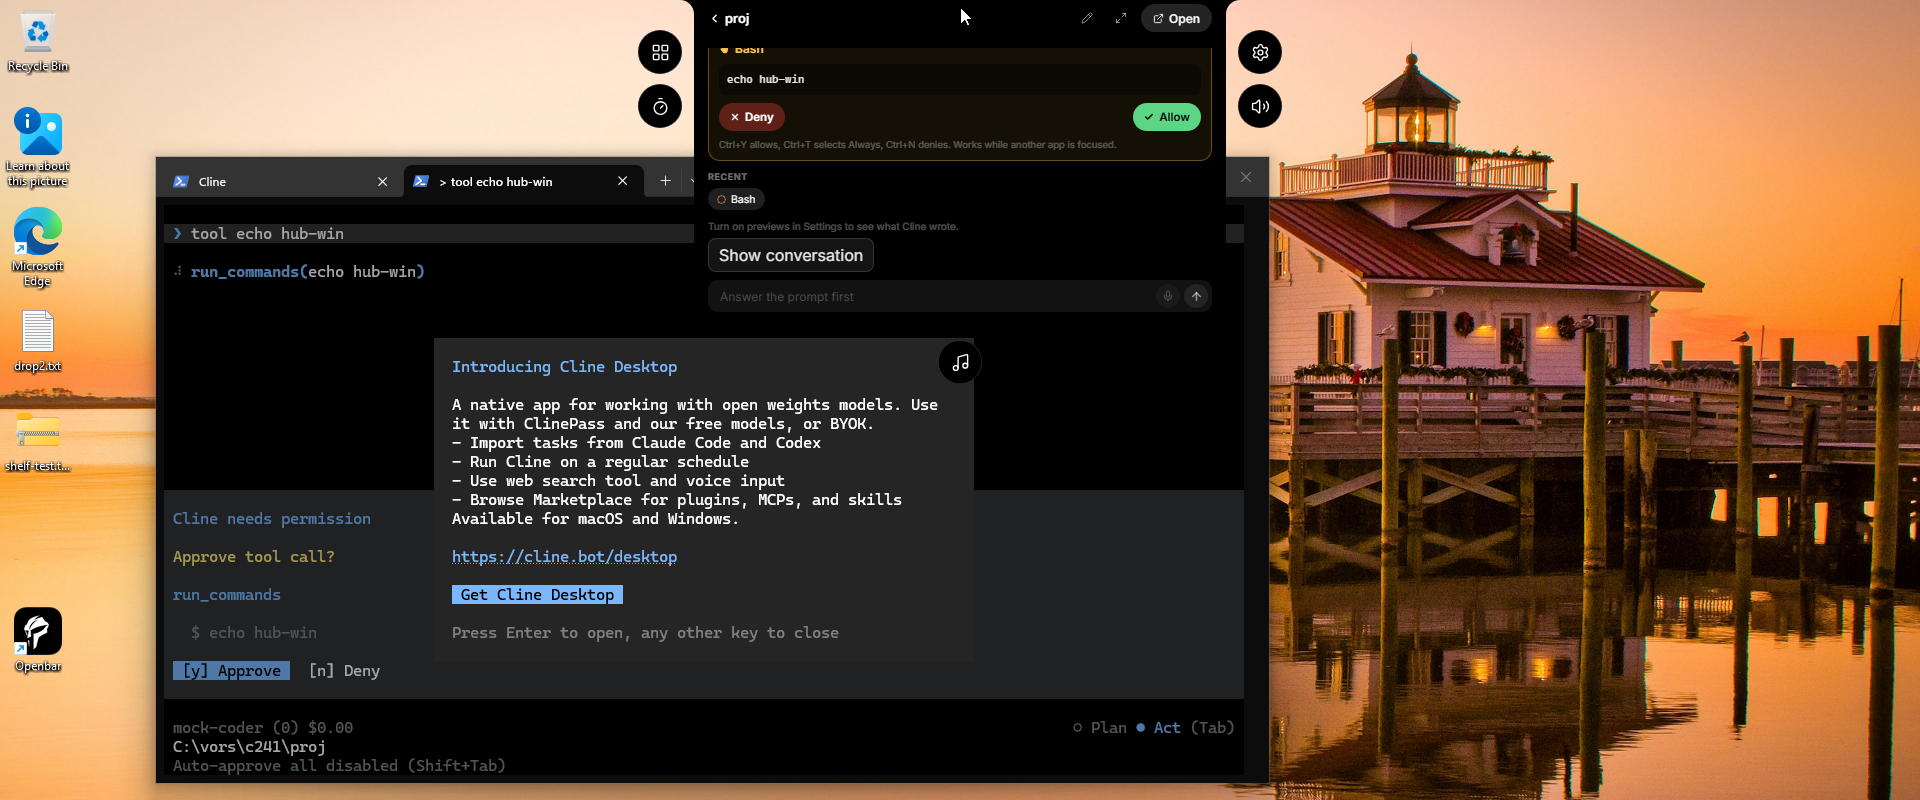 Recycle Bin
Learn about
this picture
Microsoft
Edge
drop2.txt
shelf-test.t...
Openbar
proj
Open
Bash
echo hub-win
Deny
Allow
Ctrl+Y allows, Ctrl+T selects Always, Ctrl+N denies. Works while another app is focused.
RECENT
Bash
Turn on previews in Settings to see what Cline wrote.
Show conversation
Answer the prompt first
Cline
> tool echo hub-win
❯ tool echo hub-win
run_commands(echo hub-win)
Introducing Cline Desktop
A native app for working with open weights models. Use
it with ClinePass and our free models, or BYOK.
- Import tasks from Claude Code and Codex
- Run Cline on a regular schedule
- Use web search tool and voice input
- Browse Marketplace for plugins, MCPs, and skills
Available for macOS and Windows.
https://cline.bot/desktop
Get Cline Desktop
Press Enter to open, any other key to close
Cline needs permission
Approve tool call?
run_commands
$ echo hub-win
[y] Approve [n] Deny
mock-coder (0) $0.00
○ Plan ● Act (Tab)
C:\vors\c241\proj
Auto-approve all disabled (Shift+Tab)